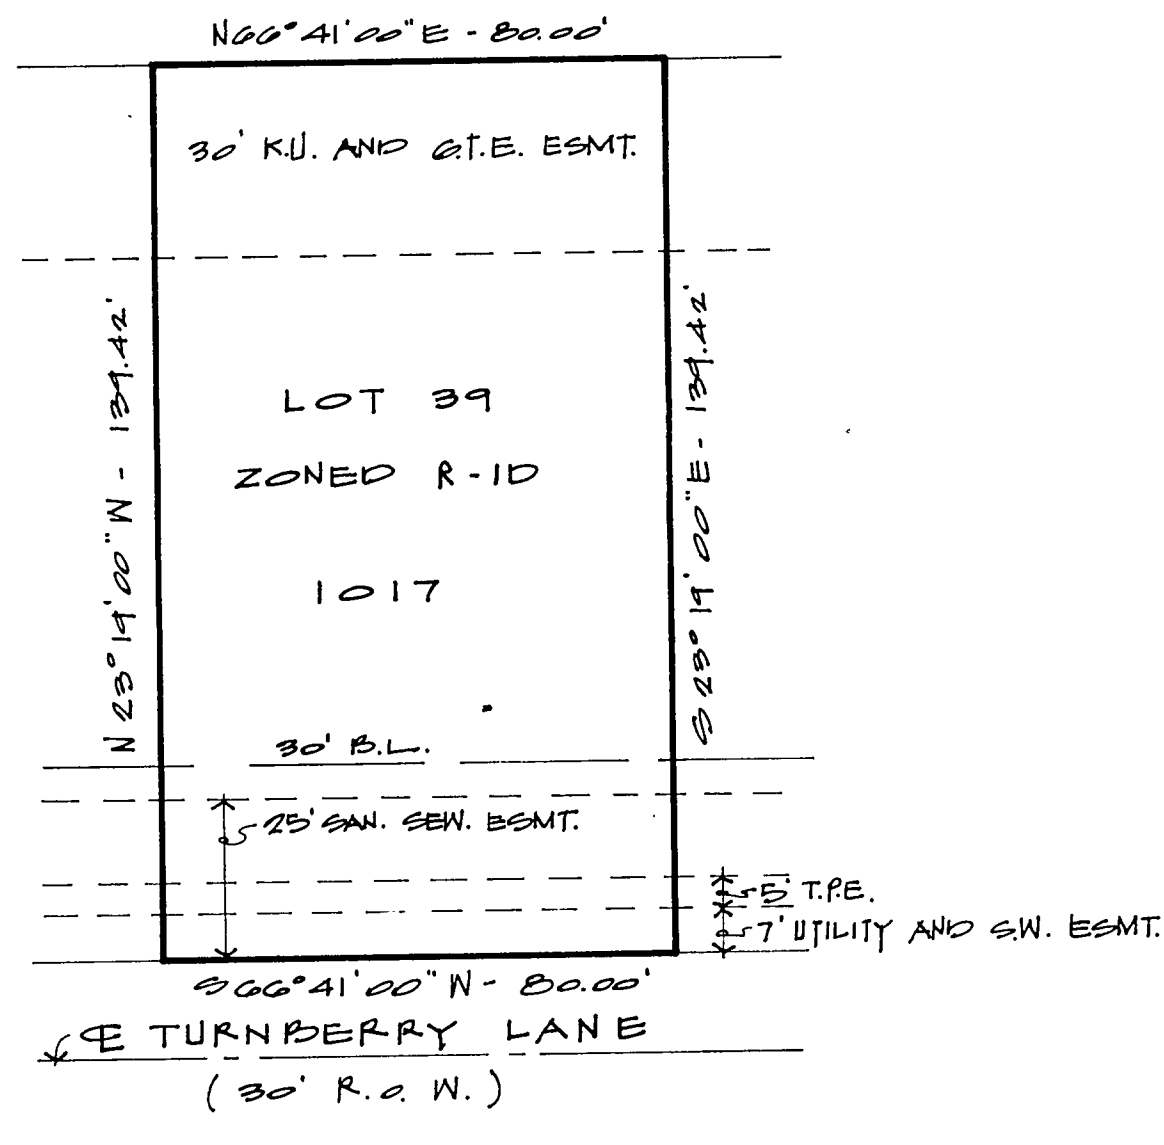 N66°41'00"E - 80.00'
30' K.U. AND G.T.E. ESMT.
N 23° 19' 00" W - 139.42'
S 23° 19' 00" E - 139.42'
LOT 39
ZONED R-1D
1017
30' B.L.
25' SAN. SEW. ESMT.
5' T.P.E.
7' UTILITY AND S.W. ESMT.
S66°41'00" W - 80.00'
℄ TURNBERRY LANE
( 30' R.O.W. )